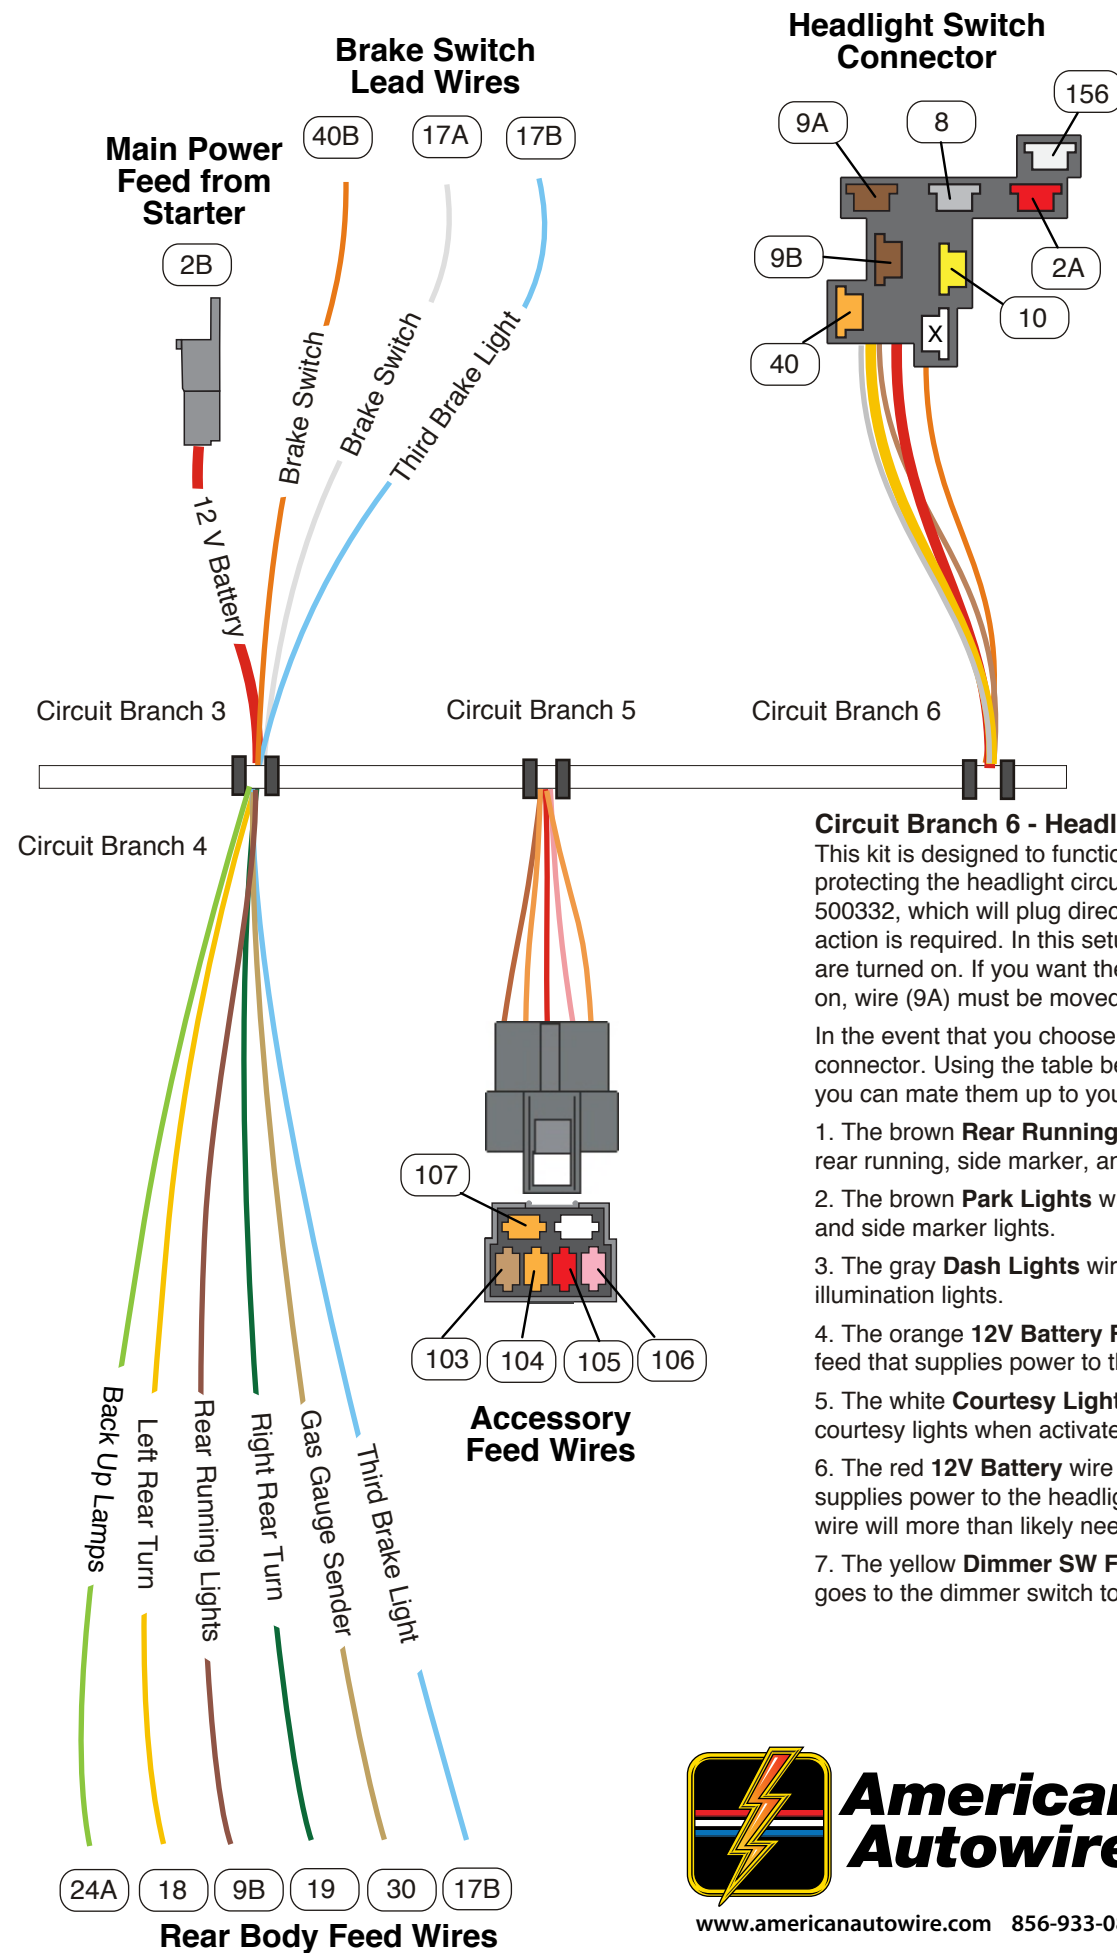 Headlight Switch
Connector
Brake Switch
Lead Wires
Main Power
Feed from
Starter
40B
17A
17B
2B
156
9A
8
9B
2A
10
40
X
Brake Switch
Brake Switch
Third Brake Light
12 V Battery
Circuit Branch 3
Circuit Branch 5
Circuit Branch 6
Circuit Branch 4
Circuit Branch 6 - Headl
This kit is designed to functio
protecting the headlight circu
500332, which will plug direc
action is required. In this setu
are turned on. If you want the
on, wire (9A) must be moved
In the event that you choose
connector. Using the table be
you can mate them up to you
1. The brown Rear Running
rear running, side marker, ar
2. The brown Park Lights w
and side marker lights.
3. The gray Dash Lights wir
illumination lights.
4. The orange 12V Battery F
feed that supplies power to th
5. The white Courtesy Light
courtesy lights when activate
6. The red 12V Battery wire
supplies power to the headlig
wire will more than likely nee
7. The yellow Dimmer SW F
goes to the dimmer switch to
107
103
104
105
106
Accessory
Feed Wires
Back Up Lamps
Left Rear Turn
Rear Running Lights
Right Rear Turn
Gas Gauge Sender
Third Brake Light
24A
18
9B
19
30
17B
Rear Body Feed Wires
American
Autowire
www.americanautowire.com 856-933-08